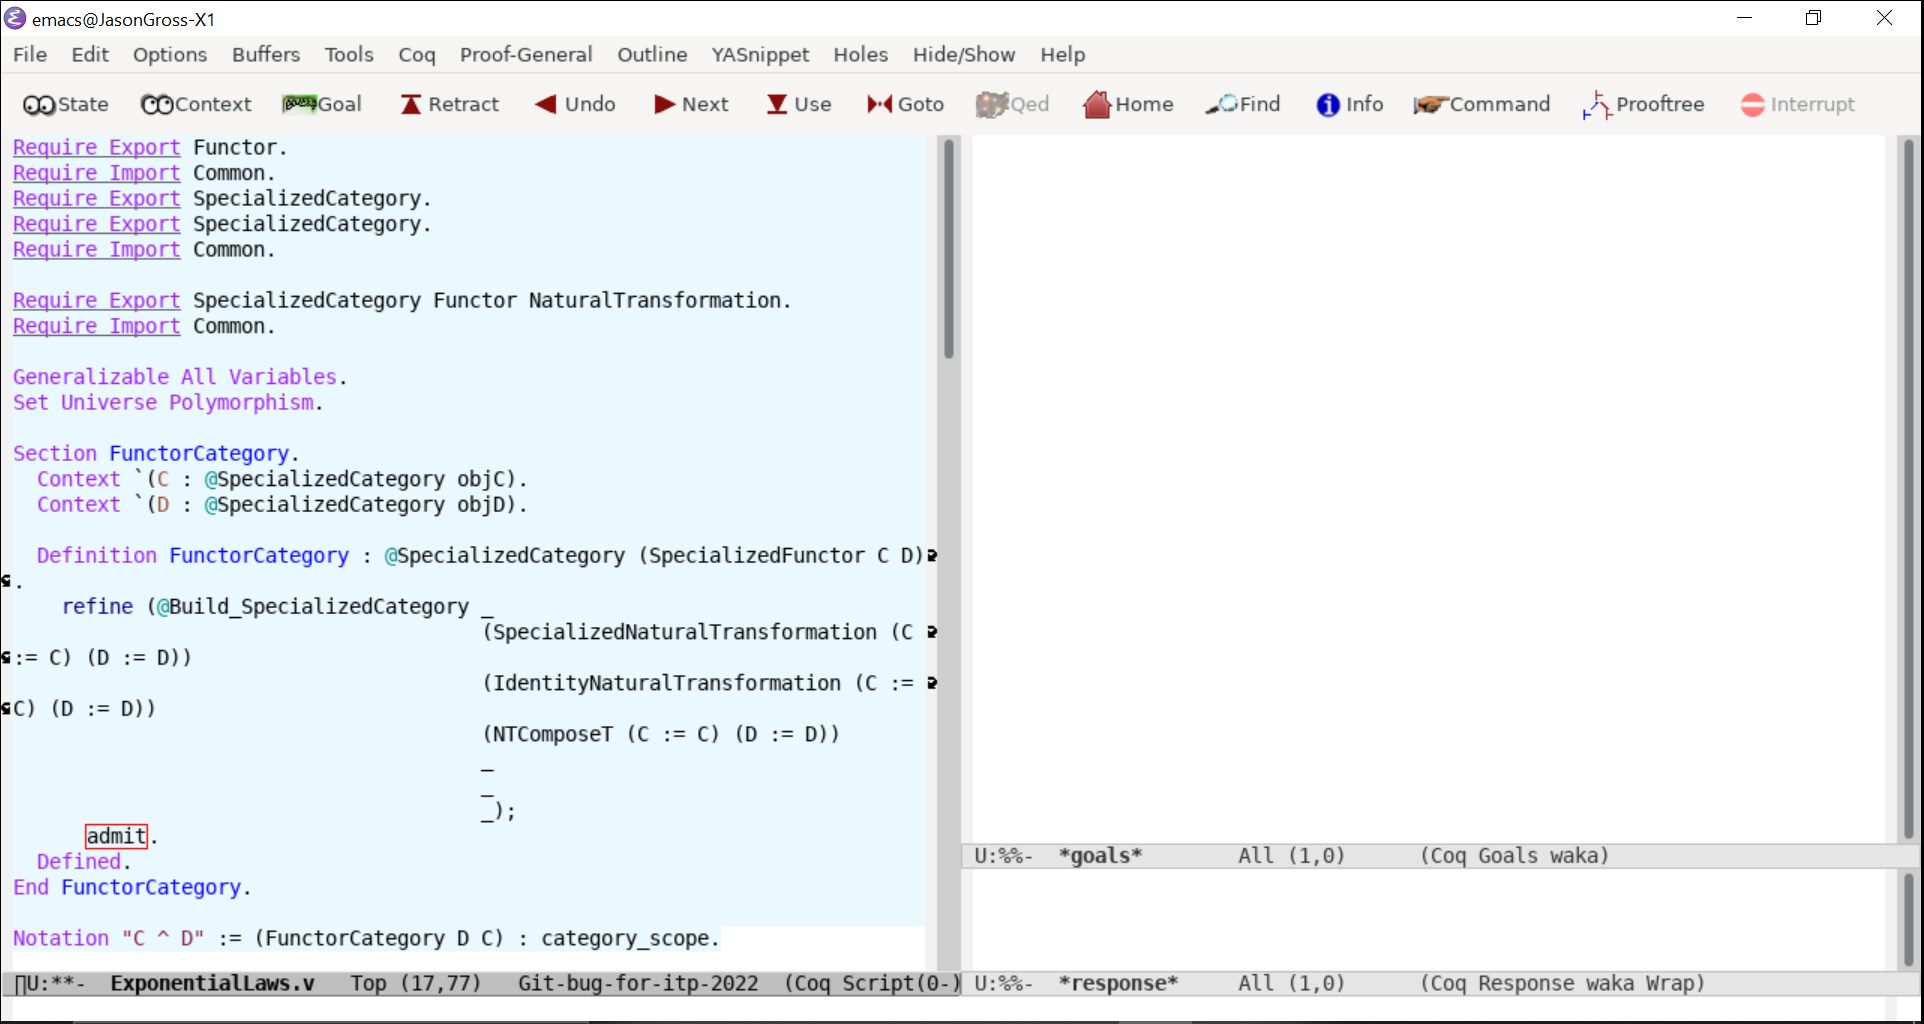 emacs@JasonGross-X1
File Edit Options Buffers Tools Coq Proof-General Outline YASnippet Holes Hide/Show Help
State Context Goal Retract Undo Next Use Goto Qed Home Find Info Command Prooftree Interrupt
Require Export Functor.
Require Import Common.
Require Export SpecializedCategory.
Require Export SpecializedCategory.
Require Import Common.
Require Export SpecializedCategory Functor NaturalTransformation.
Require Import Common.
Generalizable All Variables.
Set Universe Polymorphism.
Section FunctorCategory.
Context `(C : @SpecializedCategory objC).
Context `(D : @SpecializedCategory objD).
Definition FunctorCategory : @SpecializedCategory (SpecializedFunctor C D)
.
refine (@Build_SpecializedCategory _
(SpecializedNaturalTransformation (C
:= C) (D := D))
(IdentityNaturalTransformation (C :=
C) (D := D))
(NTComposeT (C := C) (D := D))
_
_
_);
admit.
Defined.
End FunctorCategory.
Notation "C ^ D" := (FunctorCategory D C) : category_scope.
U:**- ExponentialLaws.v Top (17,77) Git-bug-for-itp-2022 (Coq Script(0-)
U:%%- *goals* All (1,0) (Coq Goals waka)
U:%%- *response* All (1,0) (Coq Response waka Wrap)